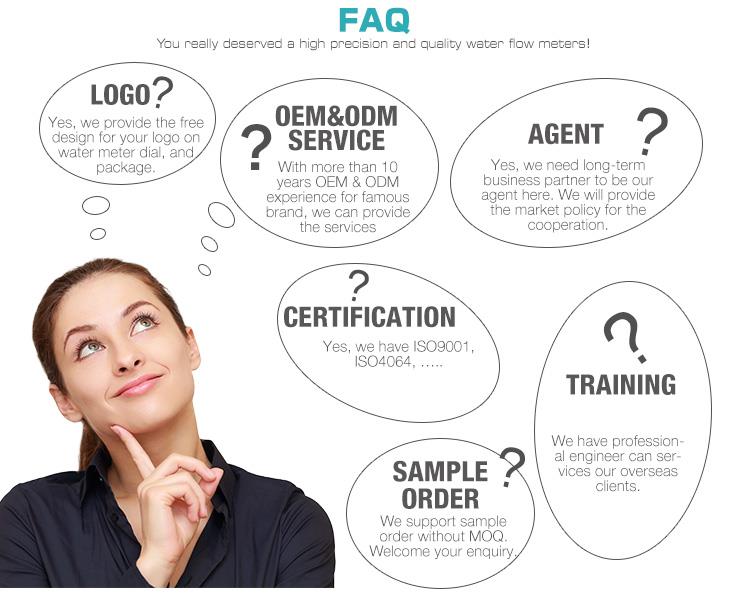 FAQ
You really deserved a high precision and quality water flow meters!
LOGO?
Yes, we provide the free
design for your logo on
water meter dial, and
package.
?
OEM&ODM
SERVICE
With more than 10
years OEM & ODM
experience for famous
brand, we can provide
the services
AGENT ?
Yes, we need long-term
business partner to be our
agent here. We will provide
the market policy for the
cooperation.
?
CERTIFICATION
Yes, we have ISO9001,
ISO4064, .....
?
TRAINING
We have profession-
al engineer can ser-
vices our overseas
clients.
SAMPLE ?
ORDER
We support sample
order without MOQ.
Welcome your enquiry.